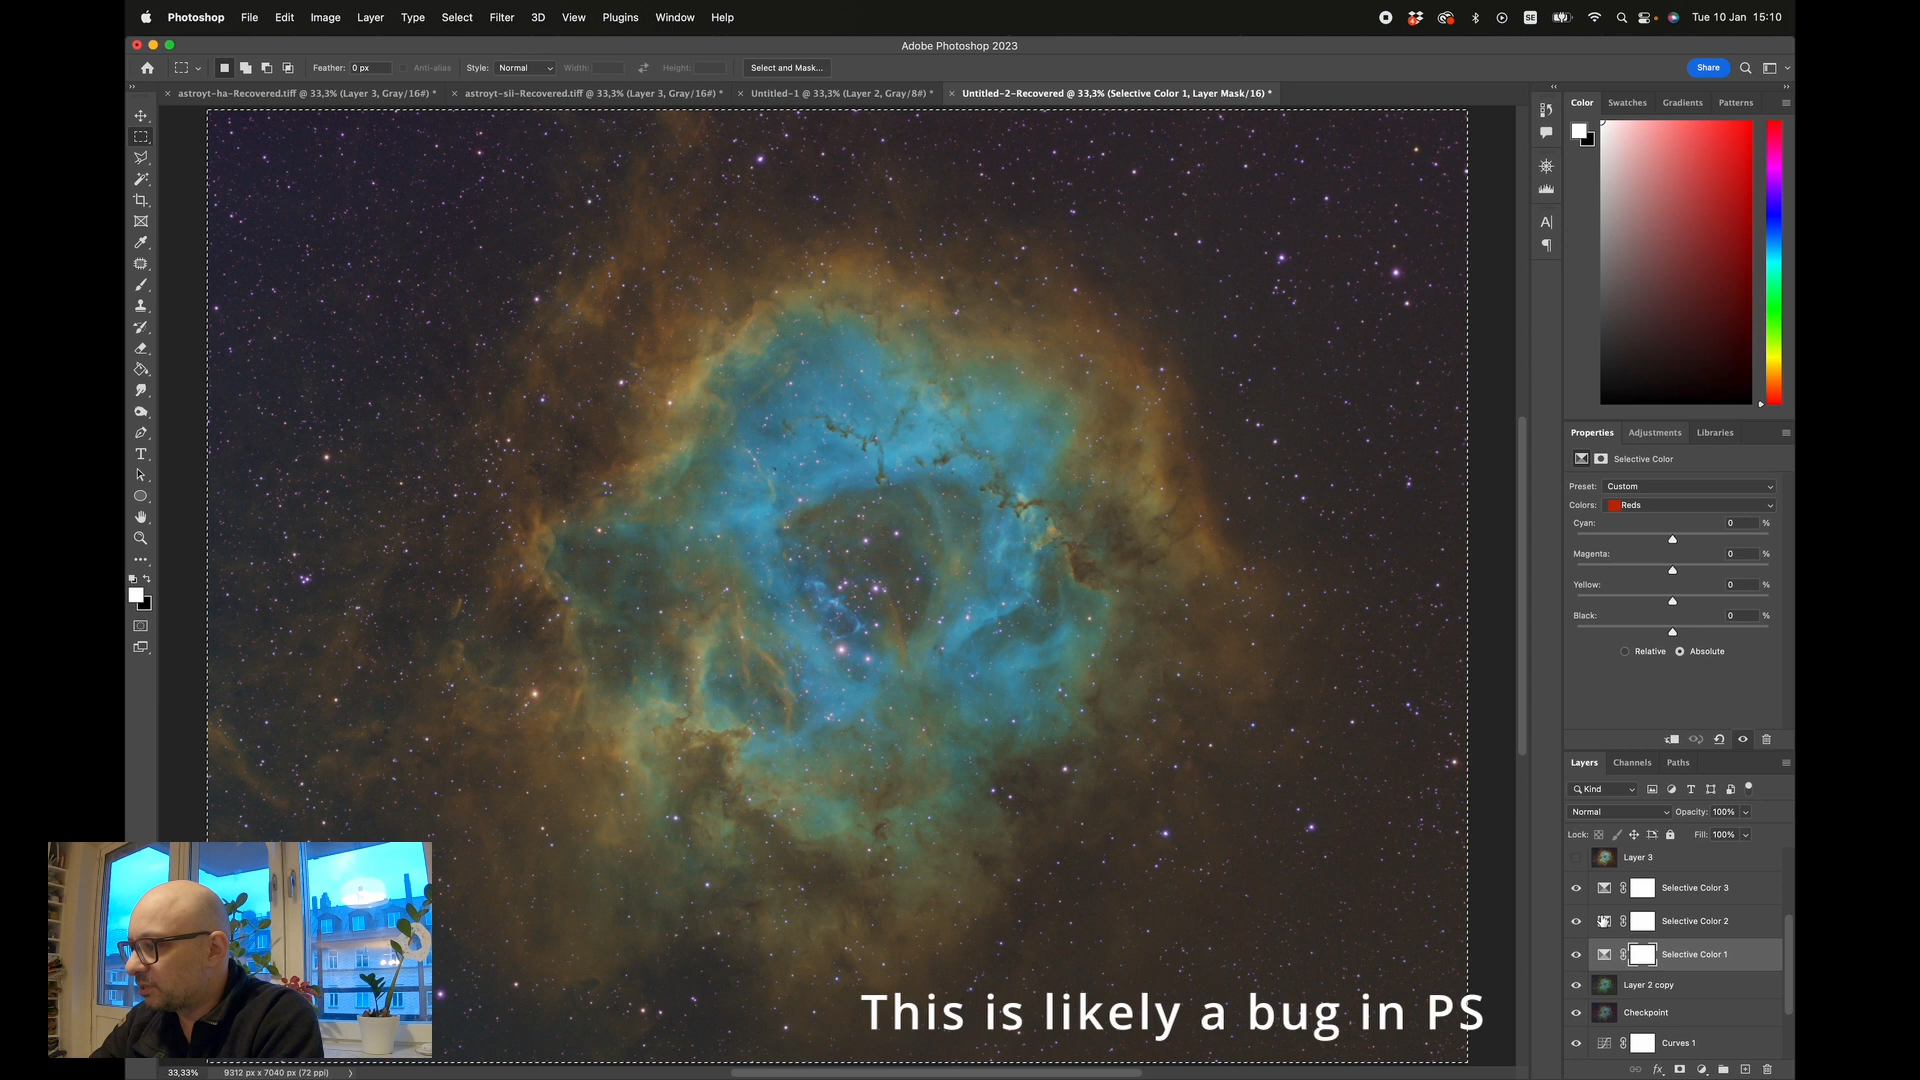 Photoshop File Edit Image Layer Type Select Filter 3D View Plugins Window Help
SE
Tue 10 Jan 15:10
Adobe Photoshop 2023
Feather: 0 px
Anti-alias
Style: Normal
Width:
Height:
Select and Mask...
Share
astroyt-ha-Recovered.tiff @ 33,3% (Layer 3, Gray/16#) *
astroyt-sii-Recovered.tiff @ 33,3% (Layer 3, Gray/16#) *
Untitled-1 @ 33,3% (Layer 2, Gray/8#) *
Untitled-2-Recovered @ 33,3% (Selective Color 1, Layer Mask/16) *
Color Swatches Gradients Patterns
Properties Adjustments Libraries
Selective Color
Preset: Custom
Colors: Reds
Cyan: 0 %
Magenta: 0 %
Yellow: 0 %
Black: 0 %
Relative Absolute
Layers Channels Paths
Kind
Normal Opacity: 100%
Lock: Fill: 100%
Layer 3
Selective Color 3
Selective Color 2
Selective Color 1
Layer 2 copy
Checkpoint
Curves 1
This is likely a bug in PS
33,33% 9312 px x 7040 px (72 ppi)